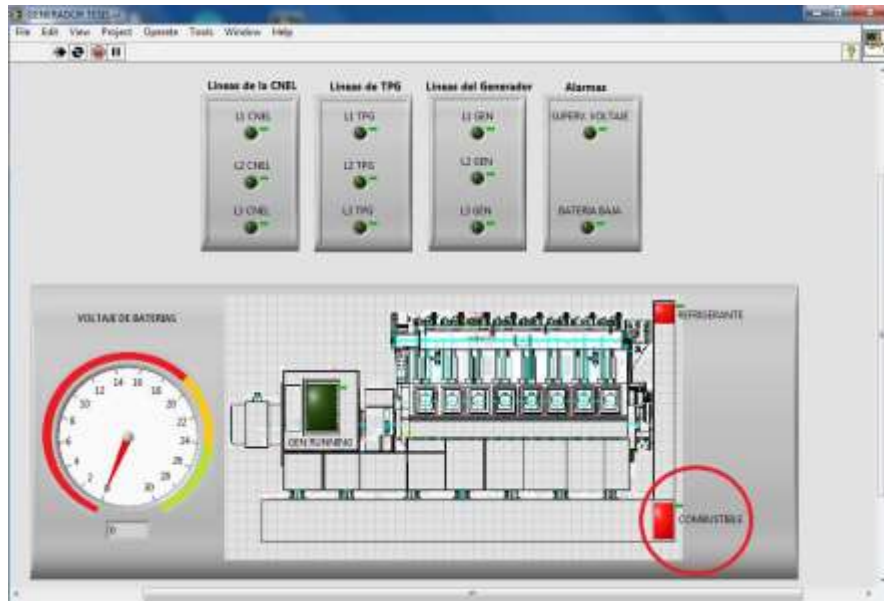 GENERADOR TESIS.vi
File Edit View Project Operate Tools Window Help
Lineas de la CNEL
Lineas de TPG
Lineas del Generador
Alarmas
L1 CNEL
L1 TPG
L1 GEN
SUPERV. VOLTAJE
L2 CNEL
L2 TPG
L2 GEN
L3 CNEL
L3 TPG
L3 GEN
BATERIA BAJA
VOLTAJE DE BATERIAS
REFRIGERANTE
0 2 4 6 8 10 12 14 16 18 20 22 24 26 28 30
0
GEN RUNNING
COMBUSTIBLE